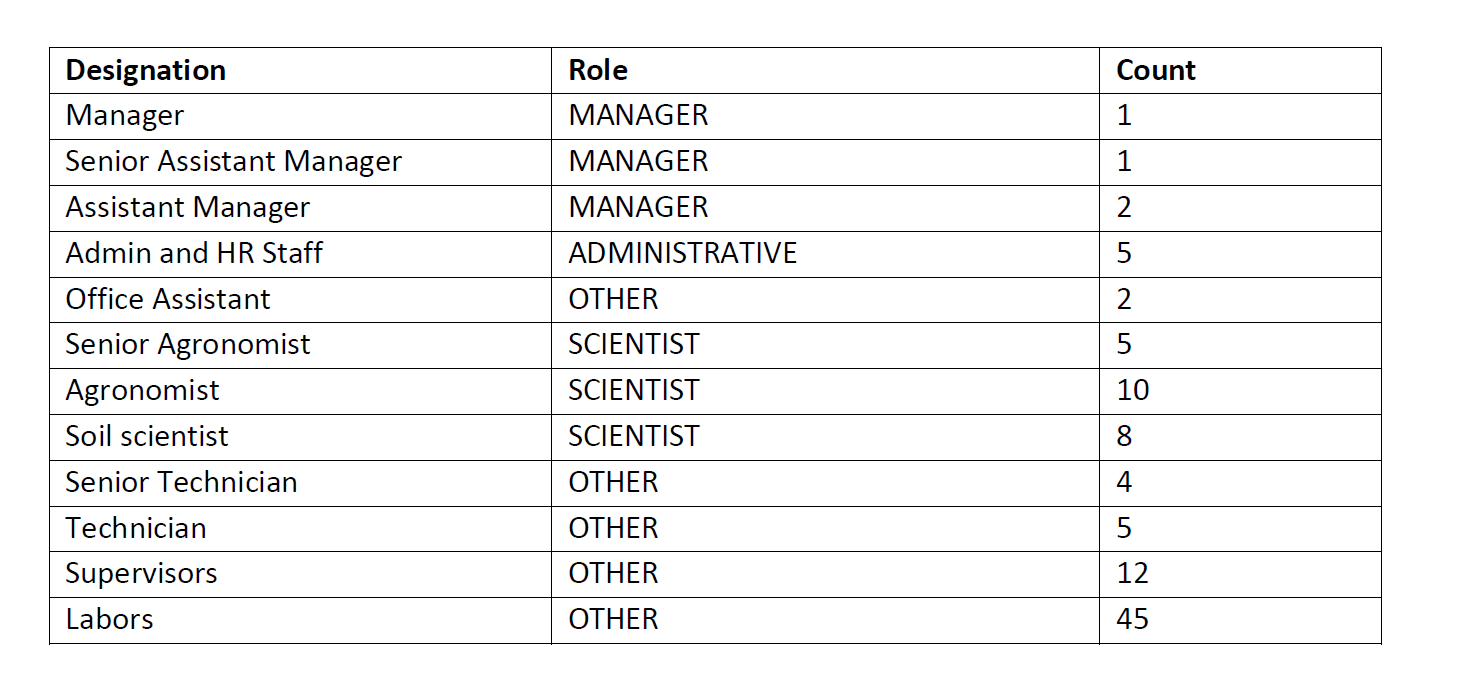 Designation Role Count
Manager MANAGER 1
Senior Assistant Manager MANAGER 1
Assistant Manager MANAGER 2
Admin and HR Staff ADMINISTRATIVE 5
Office Assistant OTHER 2
Senior Agronomist SCIENTIST 5
Agronomist SCIENTIST 10
Soil scientist SCIENTIST 8
Senior Technician OTHER 4
Technician OTHER 5
Supervisors OTHER 12
Labors OTHER 45